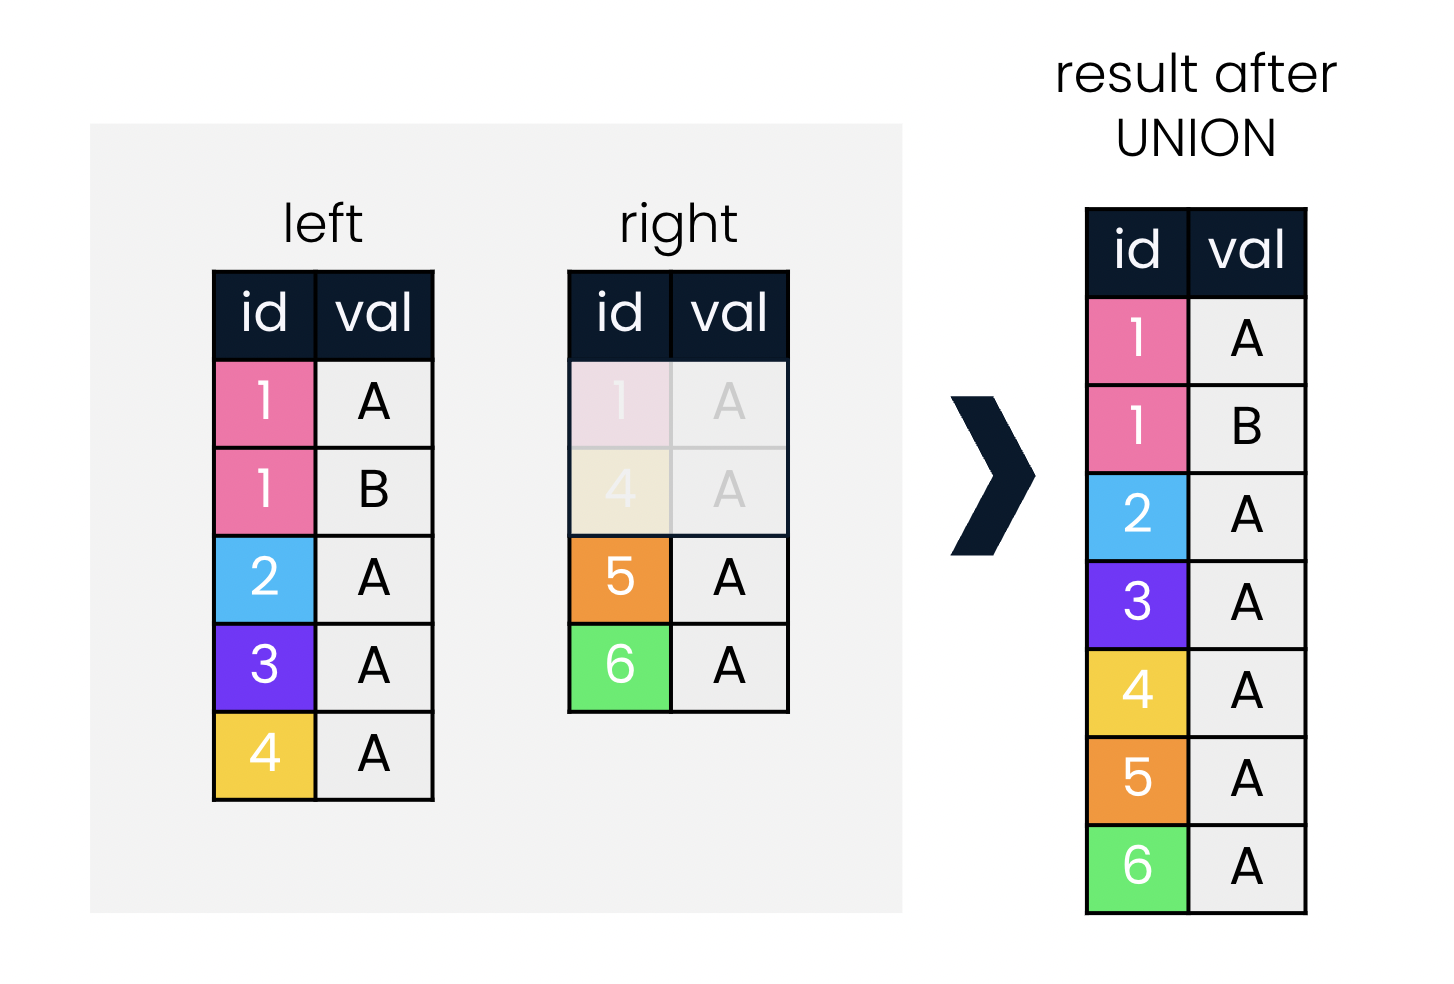 result after
UNION
left
id val
1 A
1 B
2 A
3 A
4 A
right
id val
1 A
4 A
5 A
6 A
id val
1 A
1 B
2 A
3 A
4 A
5 A
6 A